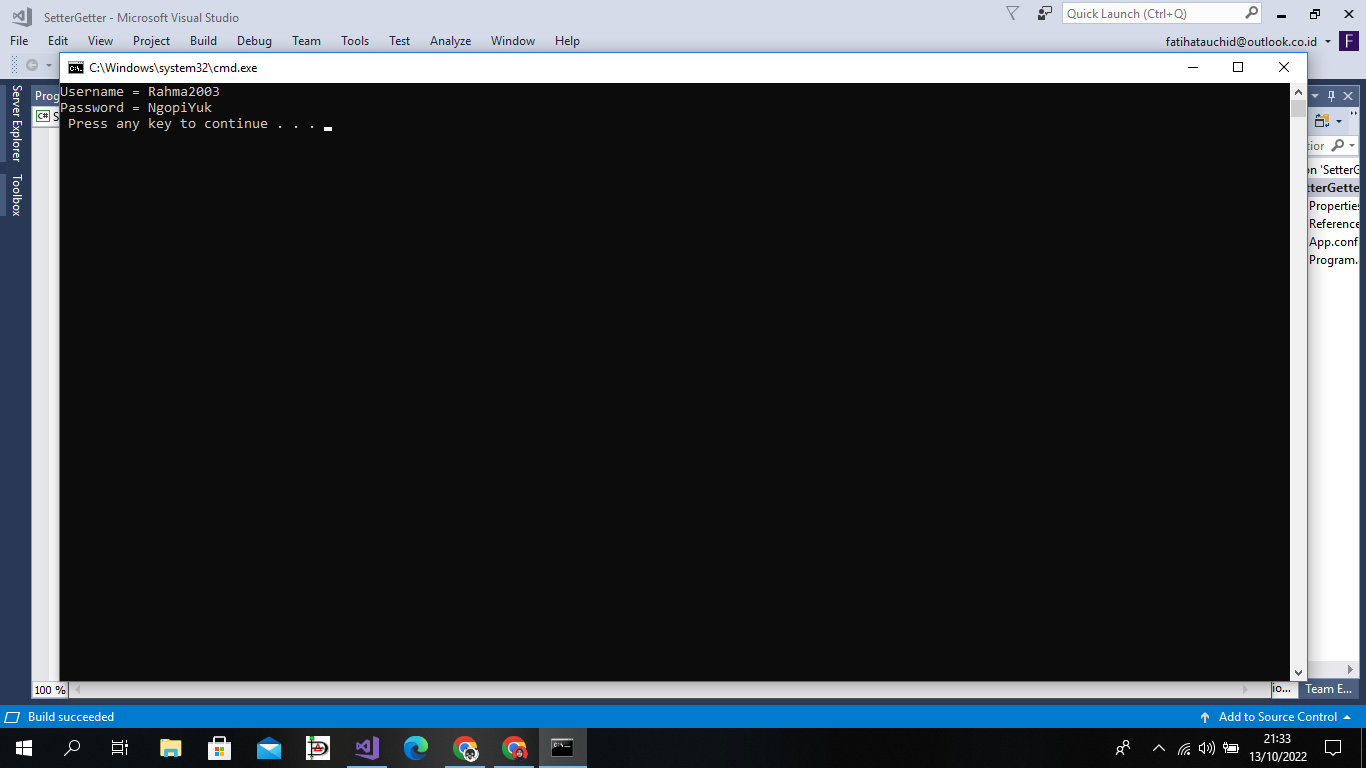 SetterGetter - Microsoft Visual Studio
Quick Launch (Ctrl+Q)
File Edit View Project Build Debug Team Tools Test Analyze Window Help
fatihatauchid@outlook.co.id
F
C:\Windows\system32\cmd.exe
Server Explorer
Toolbox
Prog
C# S
Username = Rahma2003
Password = NgopiYuk
Press any key to continue . . .
tior
on 'SetterG
tterGette
Propertie
Reference
App.conf
Program.
100 %
io...
Team E...
Build succeeded
Add to Source Control
21:33
13/10/2022